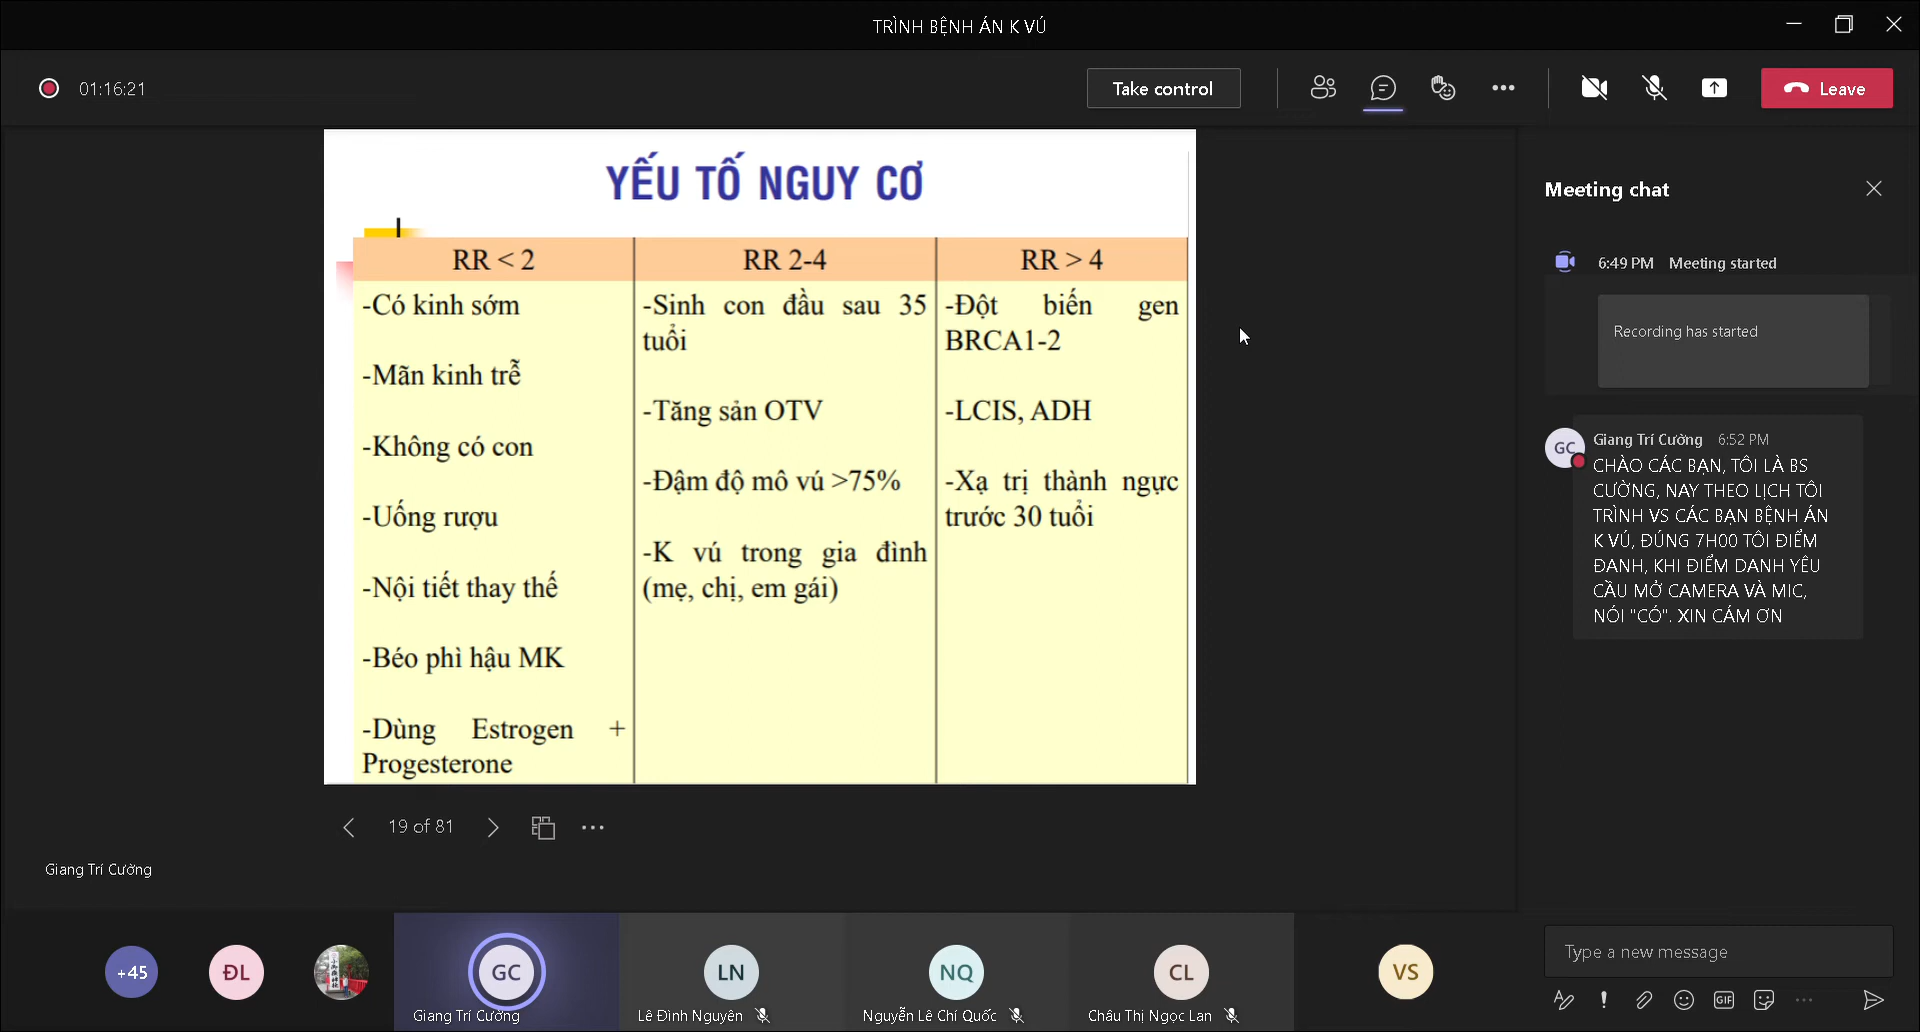 TRÌNH BỆNH ÁN K VÚ
01:16:21
Take control
Leave
YẾU TỐ NGUY CƠ
RR < 2
RR 2-4
RR > 4
-Có kinh sớm
-Mãn kinh trễ
-Không có con
-Uống rượu
-Nội tiết thay thế
-Béo phì hậu MK
-Dùng Estrogen +
Progesterone
-Sinh con đầu sau 35
tuổi
-Tăng sản OTV
-Đậm độ mô vú >75%
-K vú trong gia đình
(mẹ, chị, em gái)
-Đột biến gen
BRCA1-2
-LCIS, ADH
-Xạ trị thành ngực
trước 30 tuổi
19 of 81
Giang Trí Cường
Meeting chat
6:49 PM Meeting started
Recording has started
GC
Giang Trí Cường 6:52 PM
CHÀO CÁC BẠN, TÔI LÀ BS
CƯỜNG, NAY THEO LỊCH TÔI
TRÌNH VS CÁC BẠN BỆNH ÁN
K VÚ, ĐÚNG 7H00 TÔI ĐIỂM
ĐANH, KHI ĐIỂM DANH YÊU
CẦU MỞ CAMERA VÀ MIC,
NÓI "CÓ". XIN CÁM ƠN
+45
ĐL
GC
Giang Trí Cường
LN
Lê Đình Nguyên
NQ
Nguyễn Lê Chí Quốc
CL
Châu Thị Ngọc Lan
VS
Type a new message
GIF